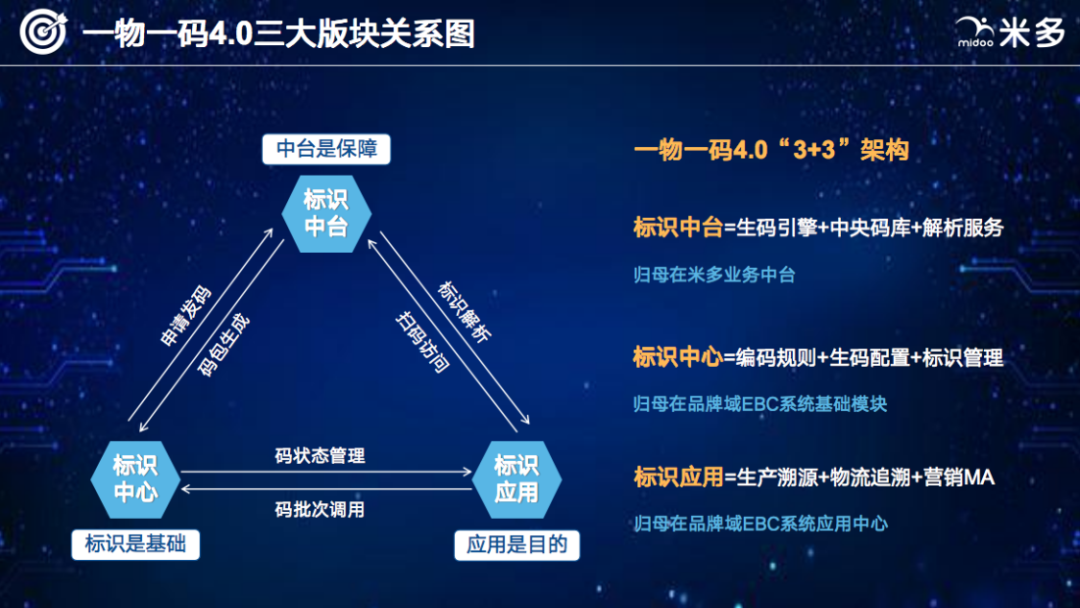 一物一码4.0三大版块关系图
midoo 米多
中台是保障
标识
中台
申请发码
码包生成
标识解析
扫码访问
标识
中心
码状态管理
码批次调用
标识
应用
标识是基础
应用是目的
一物一码4.0“3+3”架构
标识中台=生码引擎+中央码库+解析服务
归母在米多业务中台
标识中心=编码规则+生码配置+标识管理
归母在品牌域EBC系统基础模块
标识应用=生产溯源+物流追溯+营销MA
归母在品牌域EBC系统应用中心